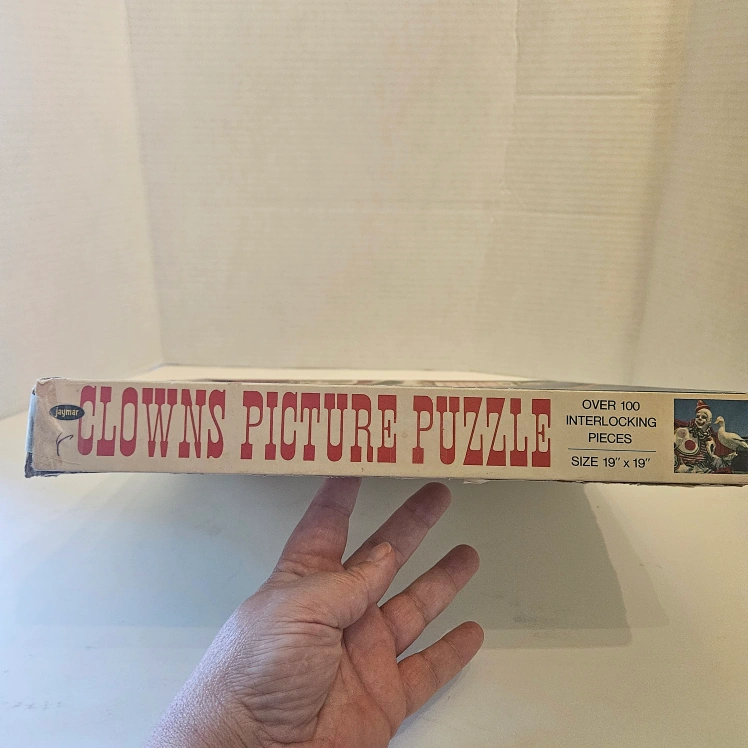 jaymar
CLOWNS PICTURE PUZZLE
OVER 100
INTERLOCKING
PIECES
SIZE 19" x 19"